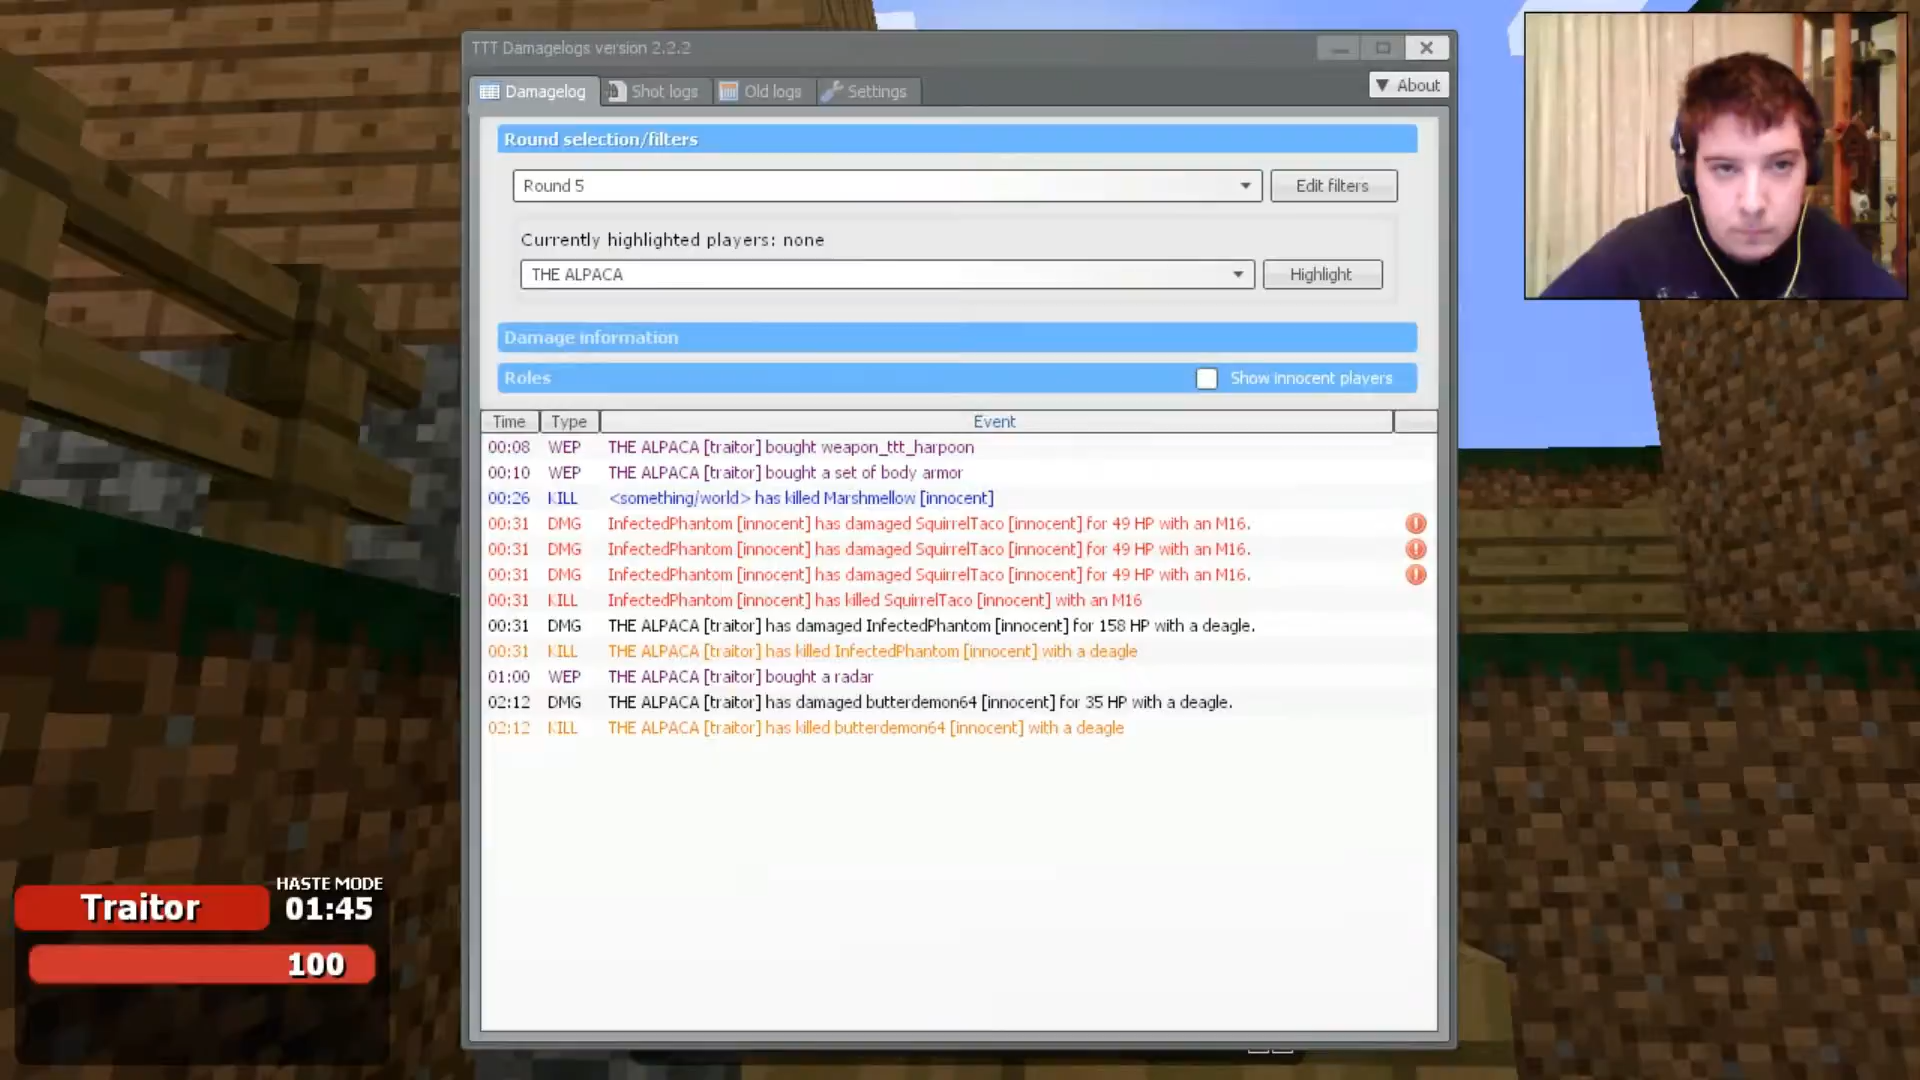 TTT Damagelogs version 2.2.2
Damagelog
Shot logs
Old logs
Settings
▼ About
Round selection/filters
Round 5
Edit filters
Currently highlighted players: none
THE ALPACA
Highlight
Damage information
Roles
Show innocent players
Time Type Event
00:08 WEP THE ALPACA [traitor] bought weapon_ttt_harpoon
00:10 WEP THE ALPACA [traitor] bought a set of body armor
00:26 KILL <something/world> has killed Marshmellow [innocent]
00:31 DMG InfectedPhantom [innocent] has damaged SquirrelTaco [innocent] for 49 HP with an M16.
00:31 DMG InfectedPhantom [innocent] has damaged SquirrelTaco [innocent] for 49 HP with an M16.
00:31 DMG InfectedPhantom [innocent] has damaged SquirrelTaco [innocent] for 49 HP with an M16.
00:31 KILL InfectedPhantom [innocent] has killed SquirrelTaco [innocent] with an M16
00:31 DMG THE ALPACA [traitor] has damaged InfectedPhantom [innocent] for 158 HP with a deagle.
00:31 KILL THE ALPACA [traitor] has killed InfectedPhantom [innocent] with a deagle
01:00 WEP THE ALPACA [traitor] bought a radar
02:12 DMG THE ALPACA [traitor] has damaged butterdemon64 [innocent] for 35 HP with a deagle.
02:12 KILL THE ALPACA [traitor] has killed butterdemon64 [innocent] with a deagle
HASTE MODE
Traitor 01:45
100